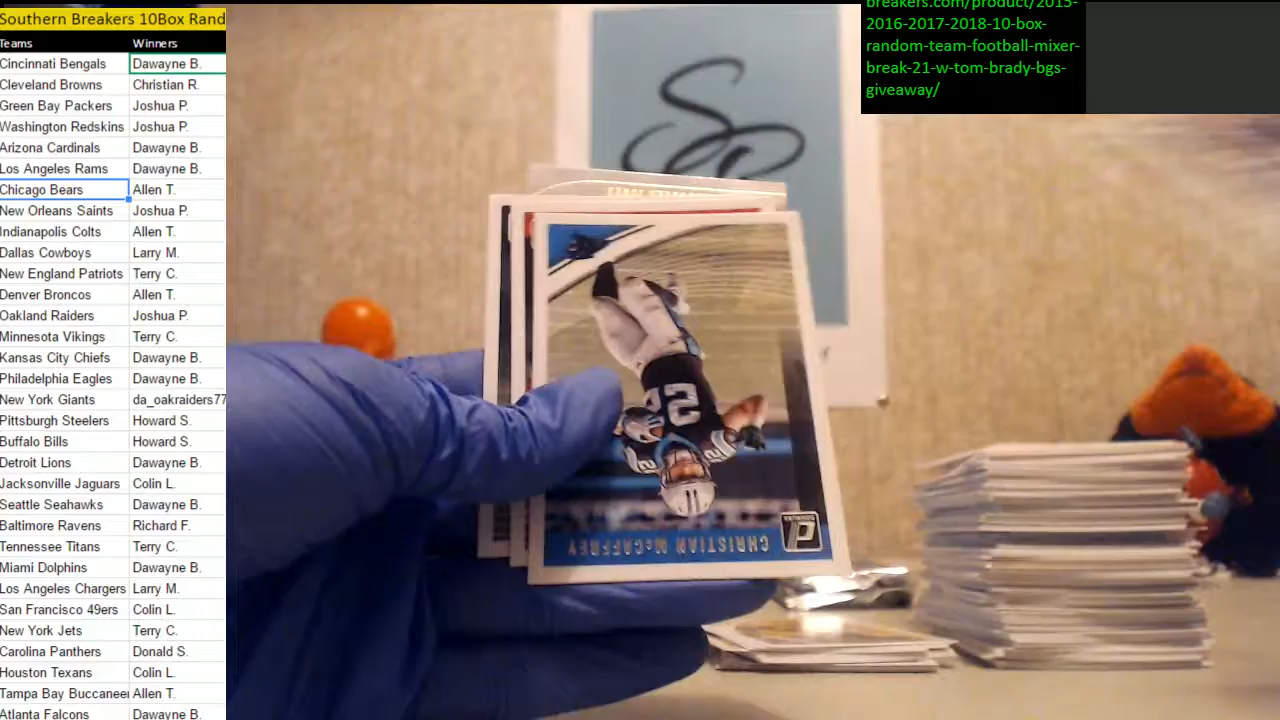 Southern Breakers 10Box Rand
Teams Winners
Cincinnati Bengals Dawayne B.
Cleveland Browns Christian R.
Green Bay Packers Joshua P.
Washington Redskins Joshua P.
Arizona Cardinals Dawayne B.
Los Angeles Rams Dawayne B.
Chicago Bears Allen T.
New Orleans Saints Joshua P.
Indianapolis Colts Allen T.
Dallas Cowboys Larry M.
New England Patriots Terry C.
Denver Broncos Allen T.
Oakland Raiders Joshua P.
Minnesota Vikings Terry C.
Kansas City Chiefs Dawayne B.
Philadelphia Eagles Dawayne B.
New York Giants da_oakraiders77
Pittsburgh Steelers Howard S.
Buffalo Bills Howard S.
Detroit Lions Dawayne B.
Jacksonville Jaguars Colin L.
Seattle Seahawks Dawayne B.
Baltimore Ravens Richard F.
Tennessee Titans Terry C.
Miami Dolphins Dawayne B.
Los Angeles Chargers Larry M.
San Francisco 49ers Colin L.
New York Jets Terry C.
Carolina Panthers Donald S.
Houston Texans Colin L.
Tampa Bay Buccaneer Allen T.
Atlanta Falcons Dawayne B.
breakers.com/product/2015-
2016-2017-2018-10-box-
random-team-football-mixer-
break-21-w-tom-brady-bgs-
giveaway/
CHRISTIAN McCAFFREY